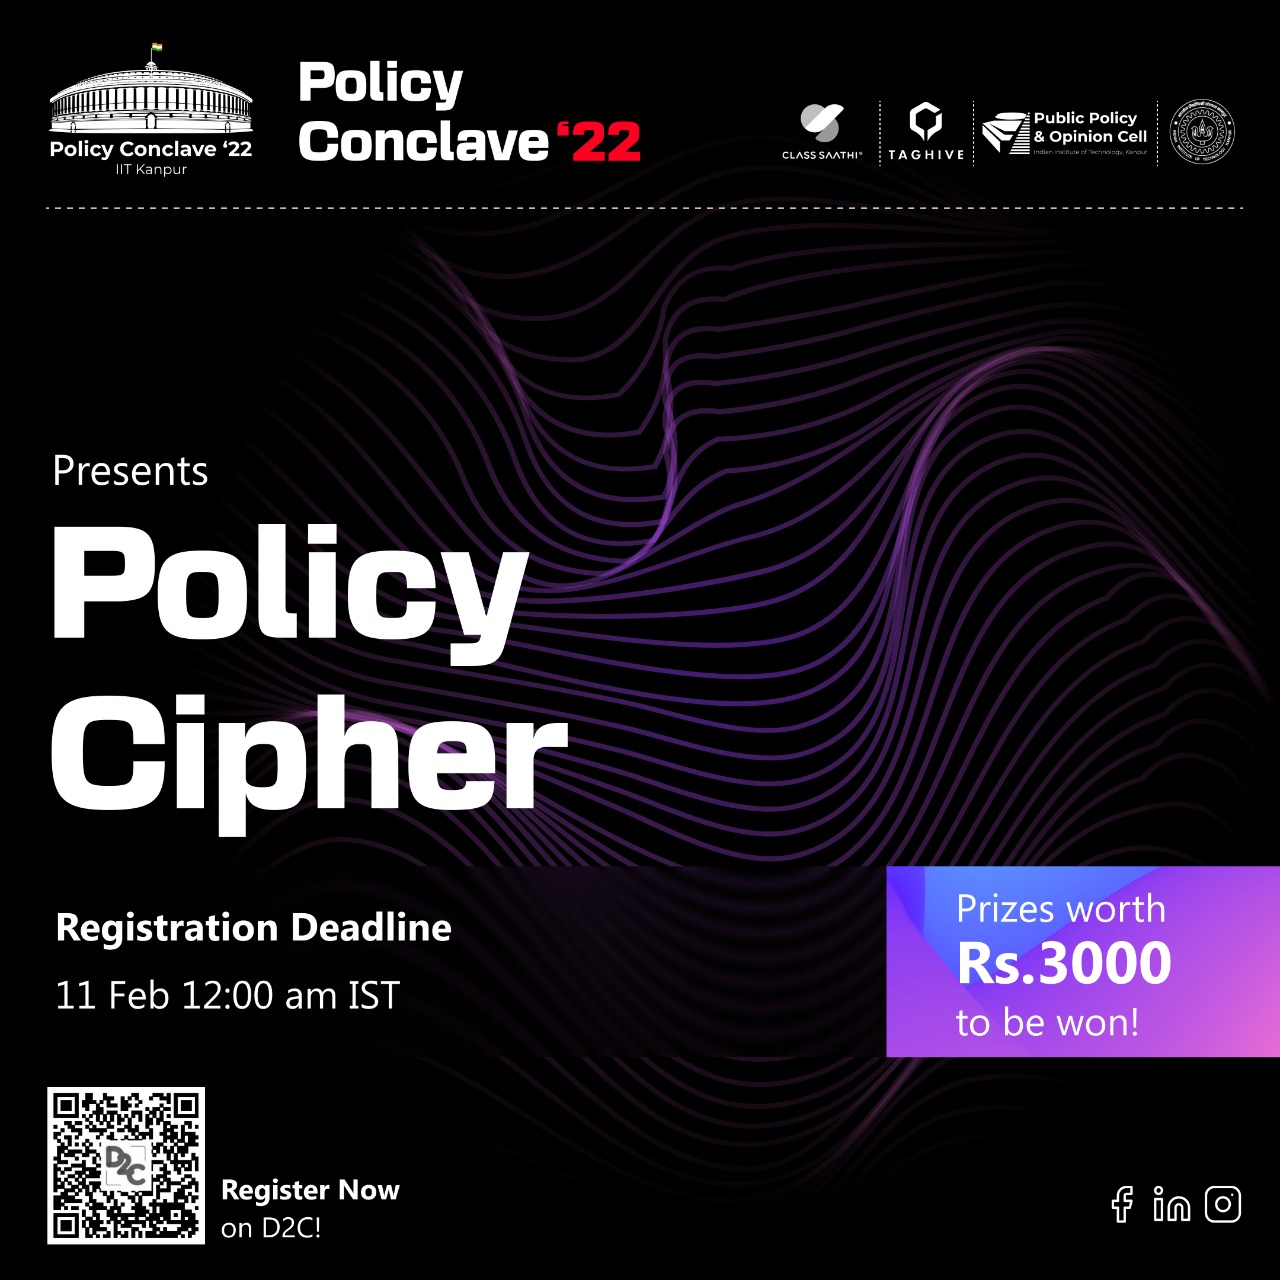 Policy Conclave ‘22
IIT Kanpur
Policy
Conclave ‘22
CLASS SAATHI
TAGHIVE
Public Policy
& Opinion Cell
Indian Institute of Technology, Kanpur
Presents
Policy
Cipher
Registration Deadline
11 Feb 12:00 am IST
Prizes worth
Rs.3000
to be won!
D2C
Register Now
on D2C!